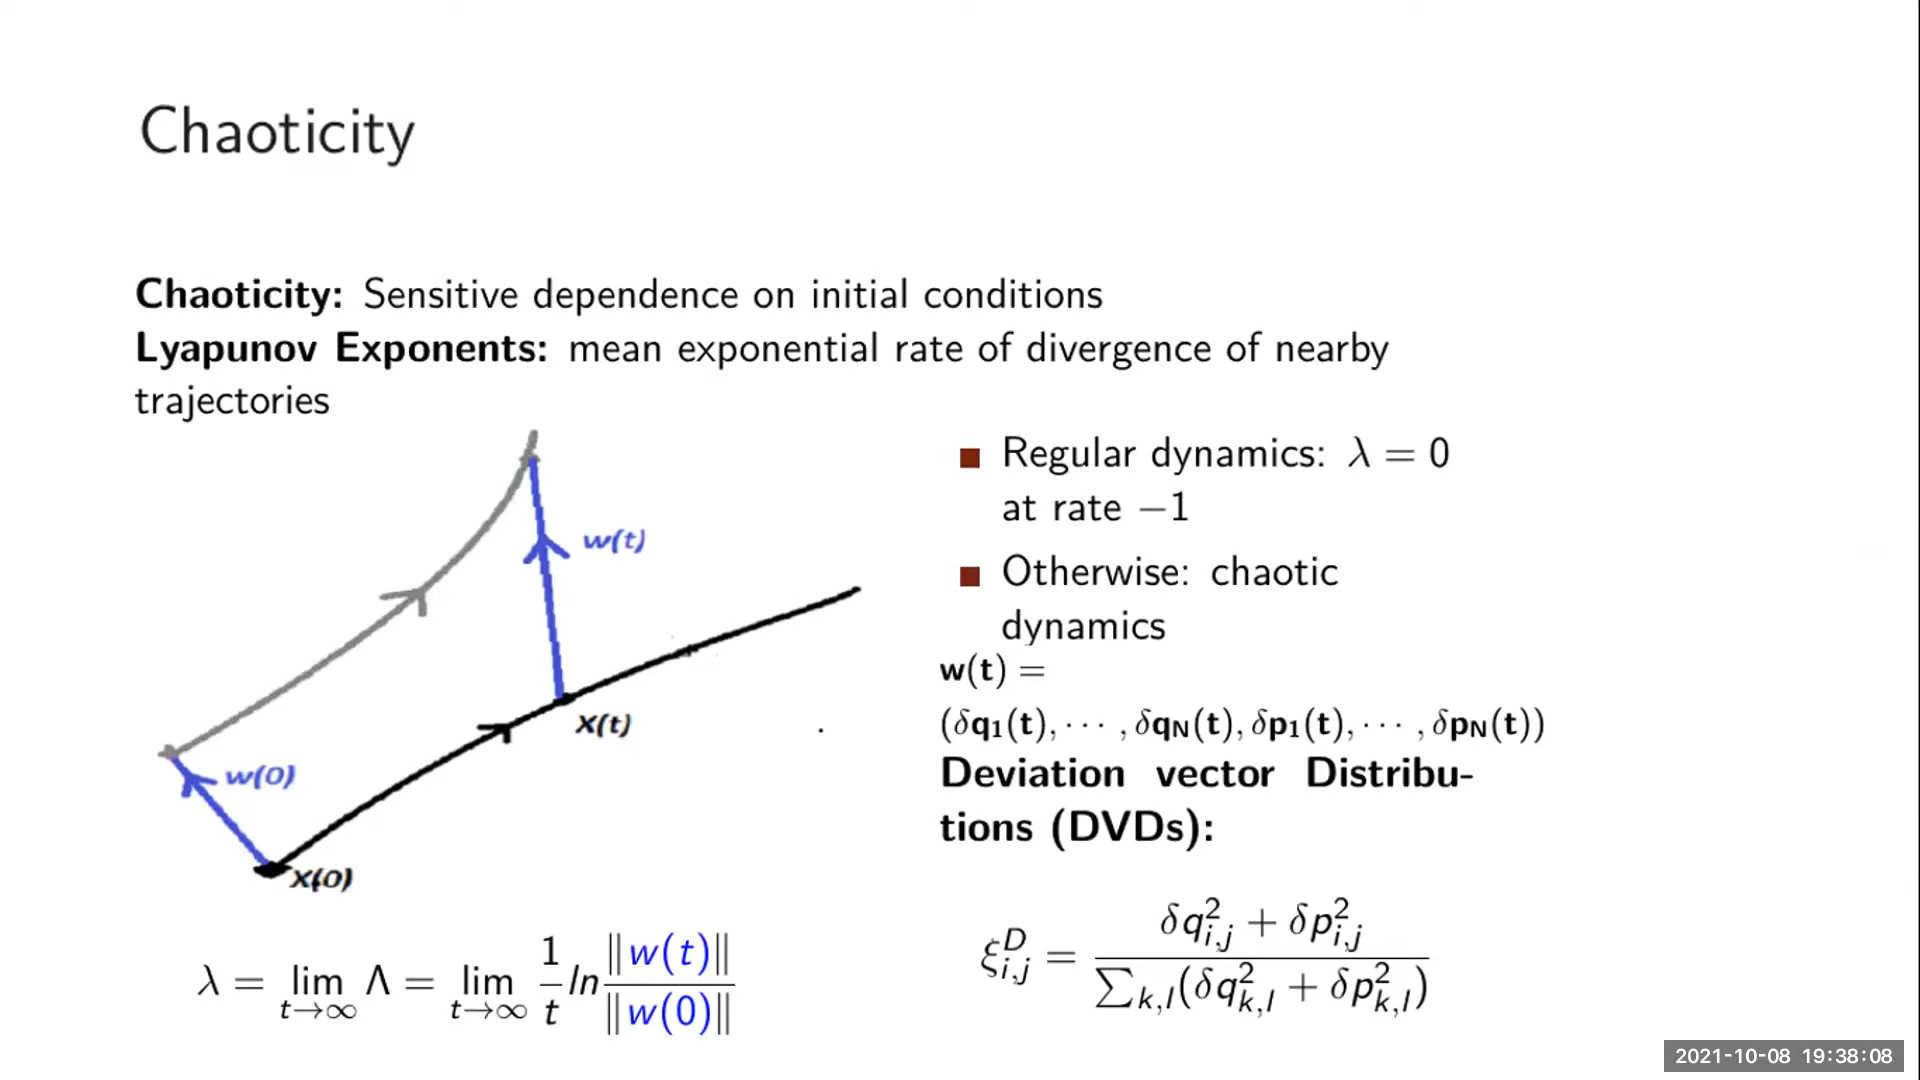 Chaoticity
Chaoticity: Sensitive dependence on initial conditions
Lyapunov Exponents: mean exponential rate of divergence of nearby
trajectories
w(t)
X(t)
w(0)
X(0)
λ = lim t→∞ Λ = lim t→∞ 1/t ln ‖w(t)‖/‖w(0)‖
Regular dynamics: λ = 0
at rate −1
Otherwise: chaotic
dynamics
w(t) =
(δq₁(t), ⋯ , δq_N(t), δp₁(t), ⋯ , δp_N(t))
Deviation vector Distribu-
tions (DVDs):
ξ^D_{i,j} = (δq²_{i,j} + δp²_{i,j}) / (∑_{k,l}(δq²_{k,l} + δp²_{k,l}))
2021-10-08 19:38:08